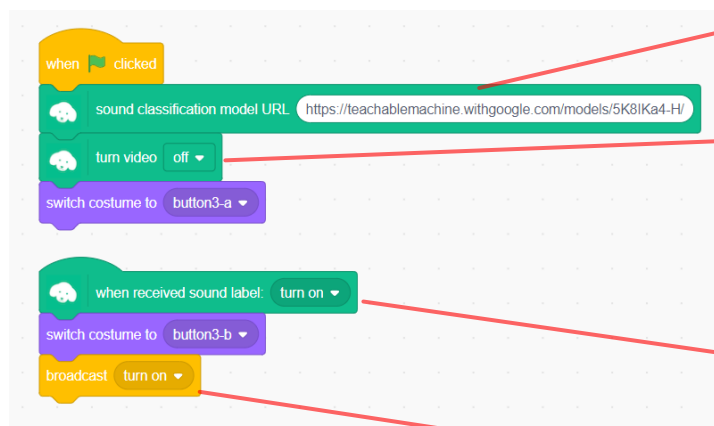 when clicked
sound classification model URL https://teachablemachine.withgoogle.com/models/5K8IKa4-H/
turn video off
switch costume to button3-a
when received sound label: turn on
switch costume to button3-b
broadcast turn on